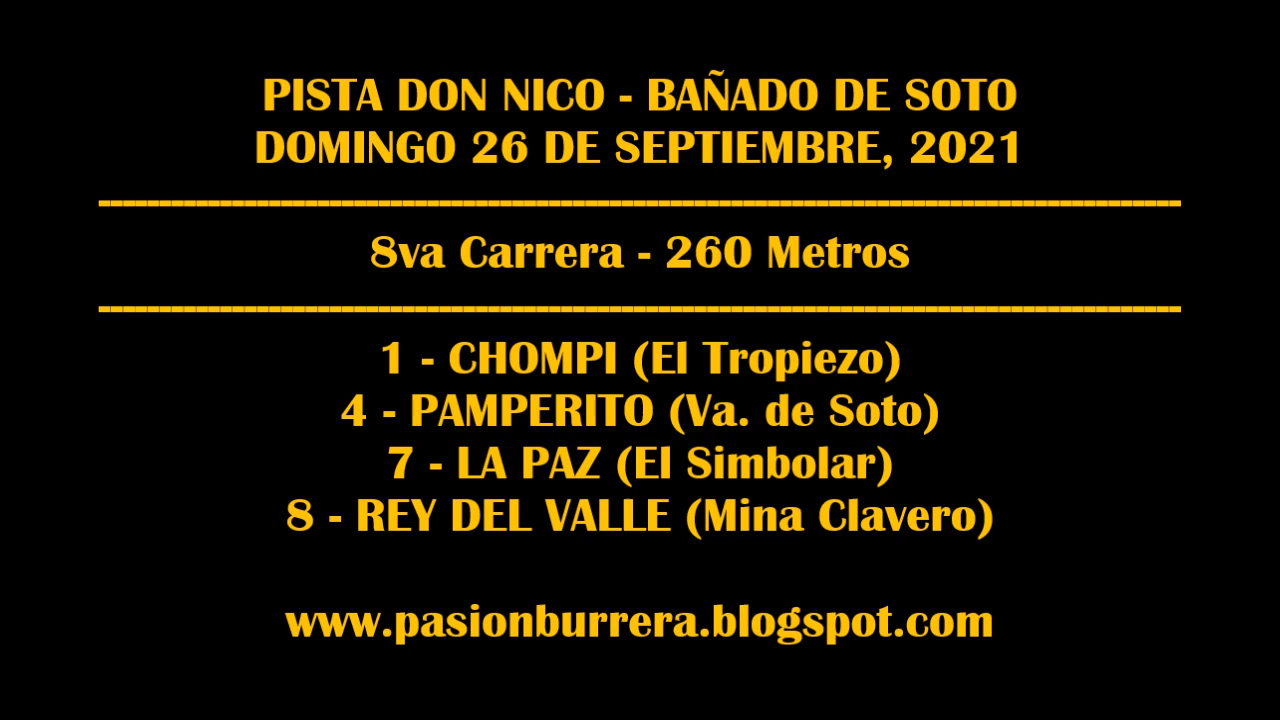 PISTA DON NICO - BAÑADO DE SOTO
DOMINGO 26 DE SEPTIEMBRE, 2021
8va Carrera - 260 Metros
1 - CHOMPI (El Tropiezo)
4 - PAMPERITO (Va. de Soto)
7 - LA PAZ (El Simbolar)
8 - REY DEL VALLE (Mina Clavero)
www.pasionburrera.blogspot.com